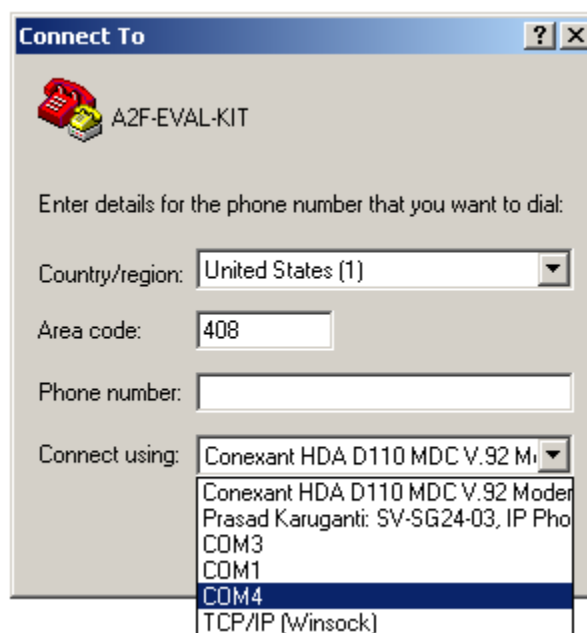 Connect To
A2F-EVAL-KIT
Enter details for the phone number that you want to dial:
Country/region: United States (1)
Area code: 408
Phone number:
Connect using: Conexant HDA D110 MDC V.92 M
Conexant HDA D110 MDC V.92 Moder
Prasad Karuganti: SV-SG24-03, IP Pho
COM3
COM1
COM4
TCP/IP (Winsock)